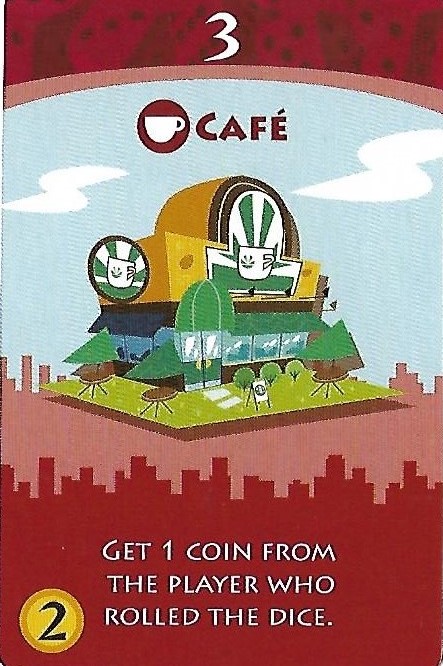 3
CAFÉ
GET 1 COIN FROM
THE PLAYER WHO
ROLLED THE DICE.
2